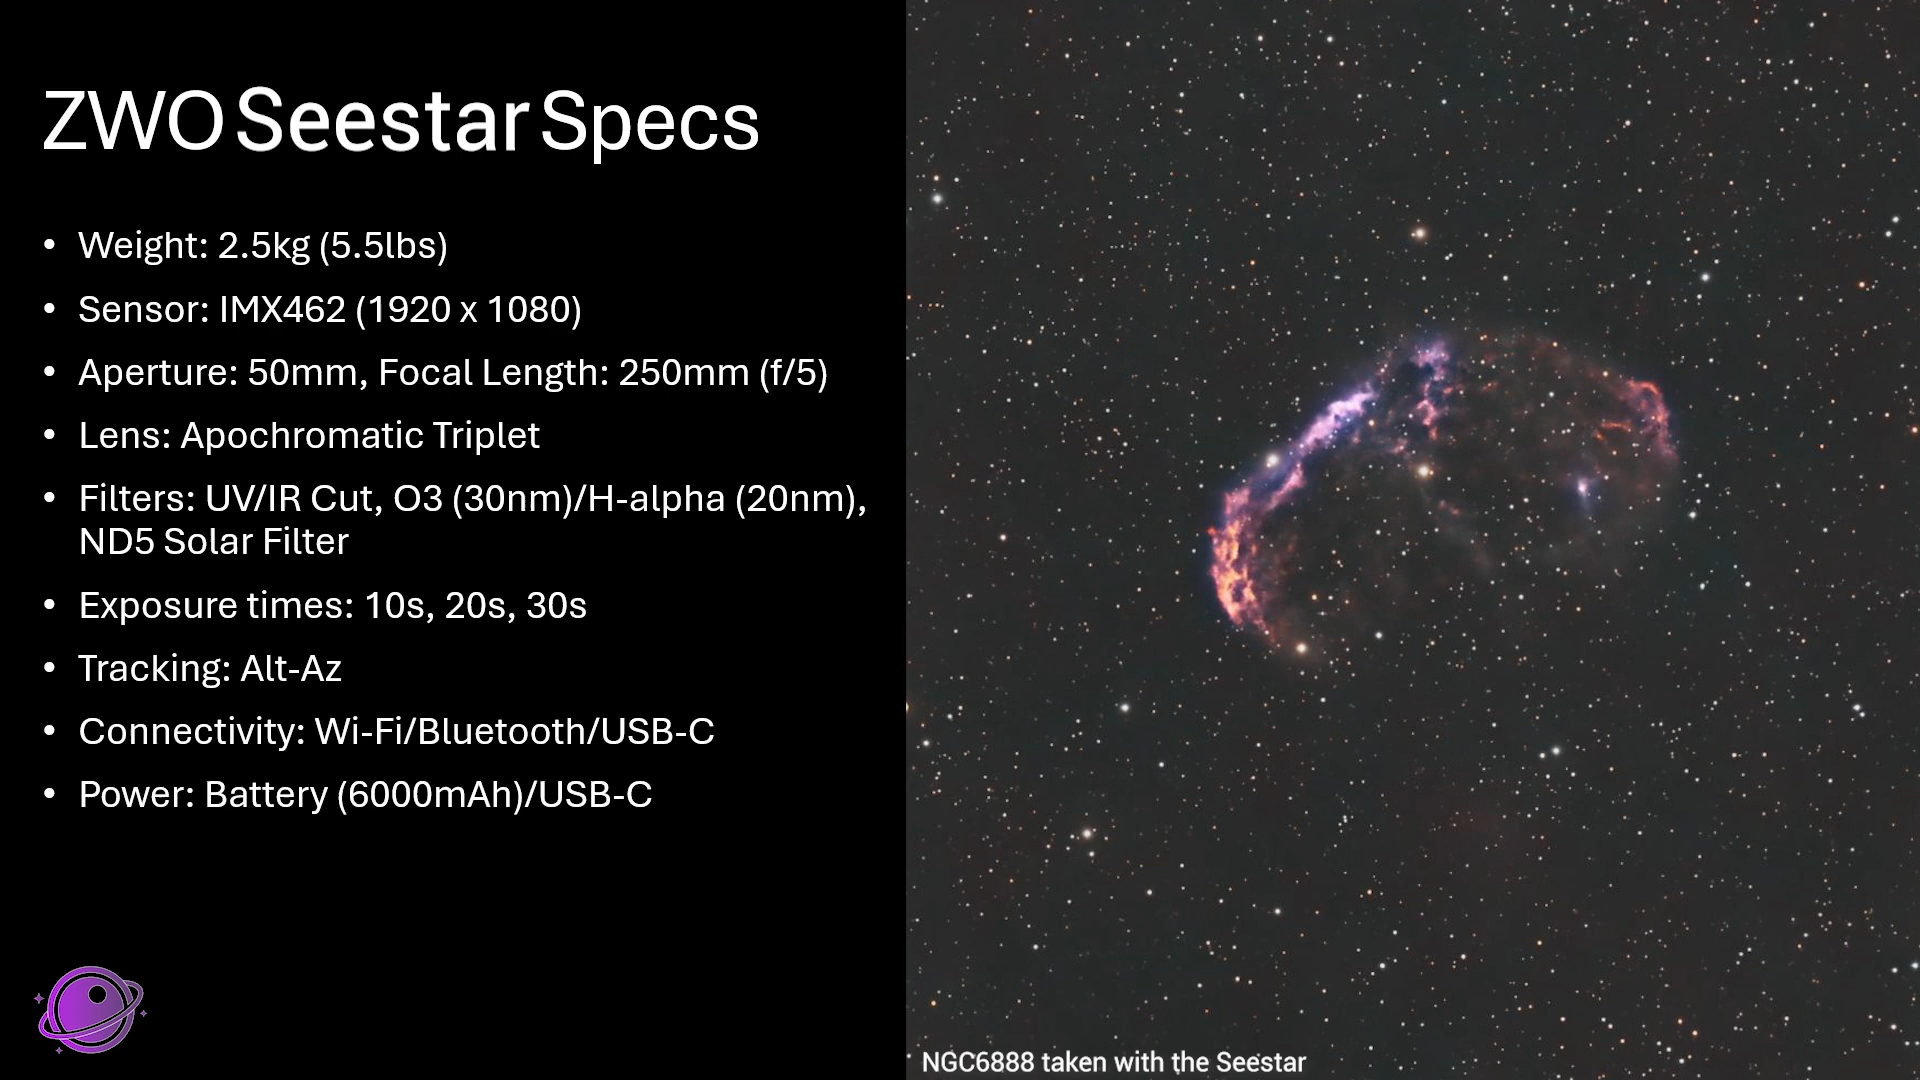 ZWO Seestar Specs
• Weight: 2.5kg (5.5lbs)
• Sensor: IMX462 (1920 x 1080)
• Aperture: 50mm, Focal Length: 250mm (f/5)
• Lens: Apochromatic Triplet
• Filters: UV/IR Cut, O3 (30nm)/H-alpha (20nm),
ND5 Solar Filter
• Exposure times: 10s, 20s, 30s
• Tracking: Alt-Az
• Connectivity: Wi-Fi/Bluetooth/USB-C
• Power: Battery (6000mAh)/USB-C
NGC6888 taken with the Seestar